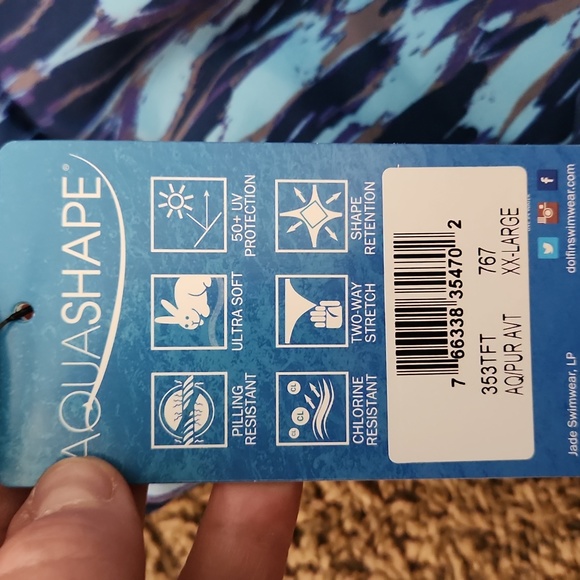 AQUASHAPE®
50+ UV
PROTECTION
SHAPE
RETENTION
ULTRA SOFT
TWO-WAY
STRETCH
PILLING
RESISTANT
CL
CL
CL
CHLORINE
RESISTANT
7 66338 35470 2
353TFT 767
AQ/PUR AVT XX-LARGE
f
dolfinswimwear.com
Jade Swimwear, LP